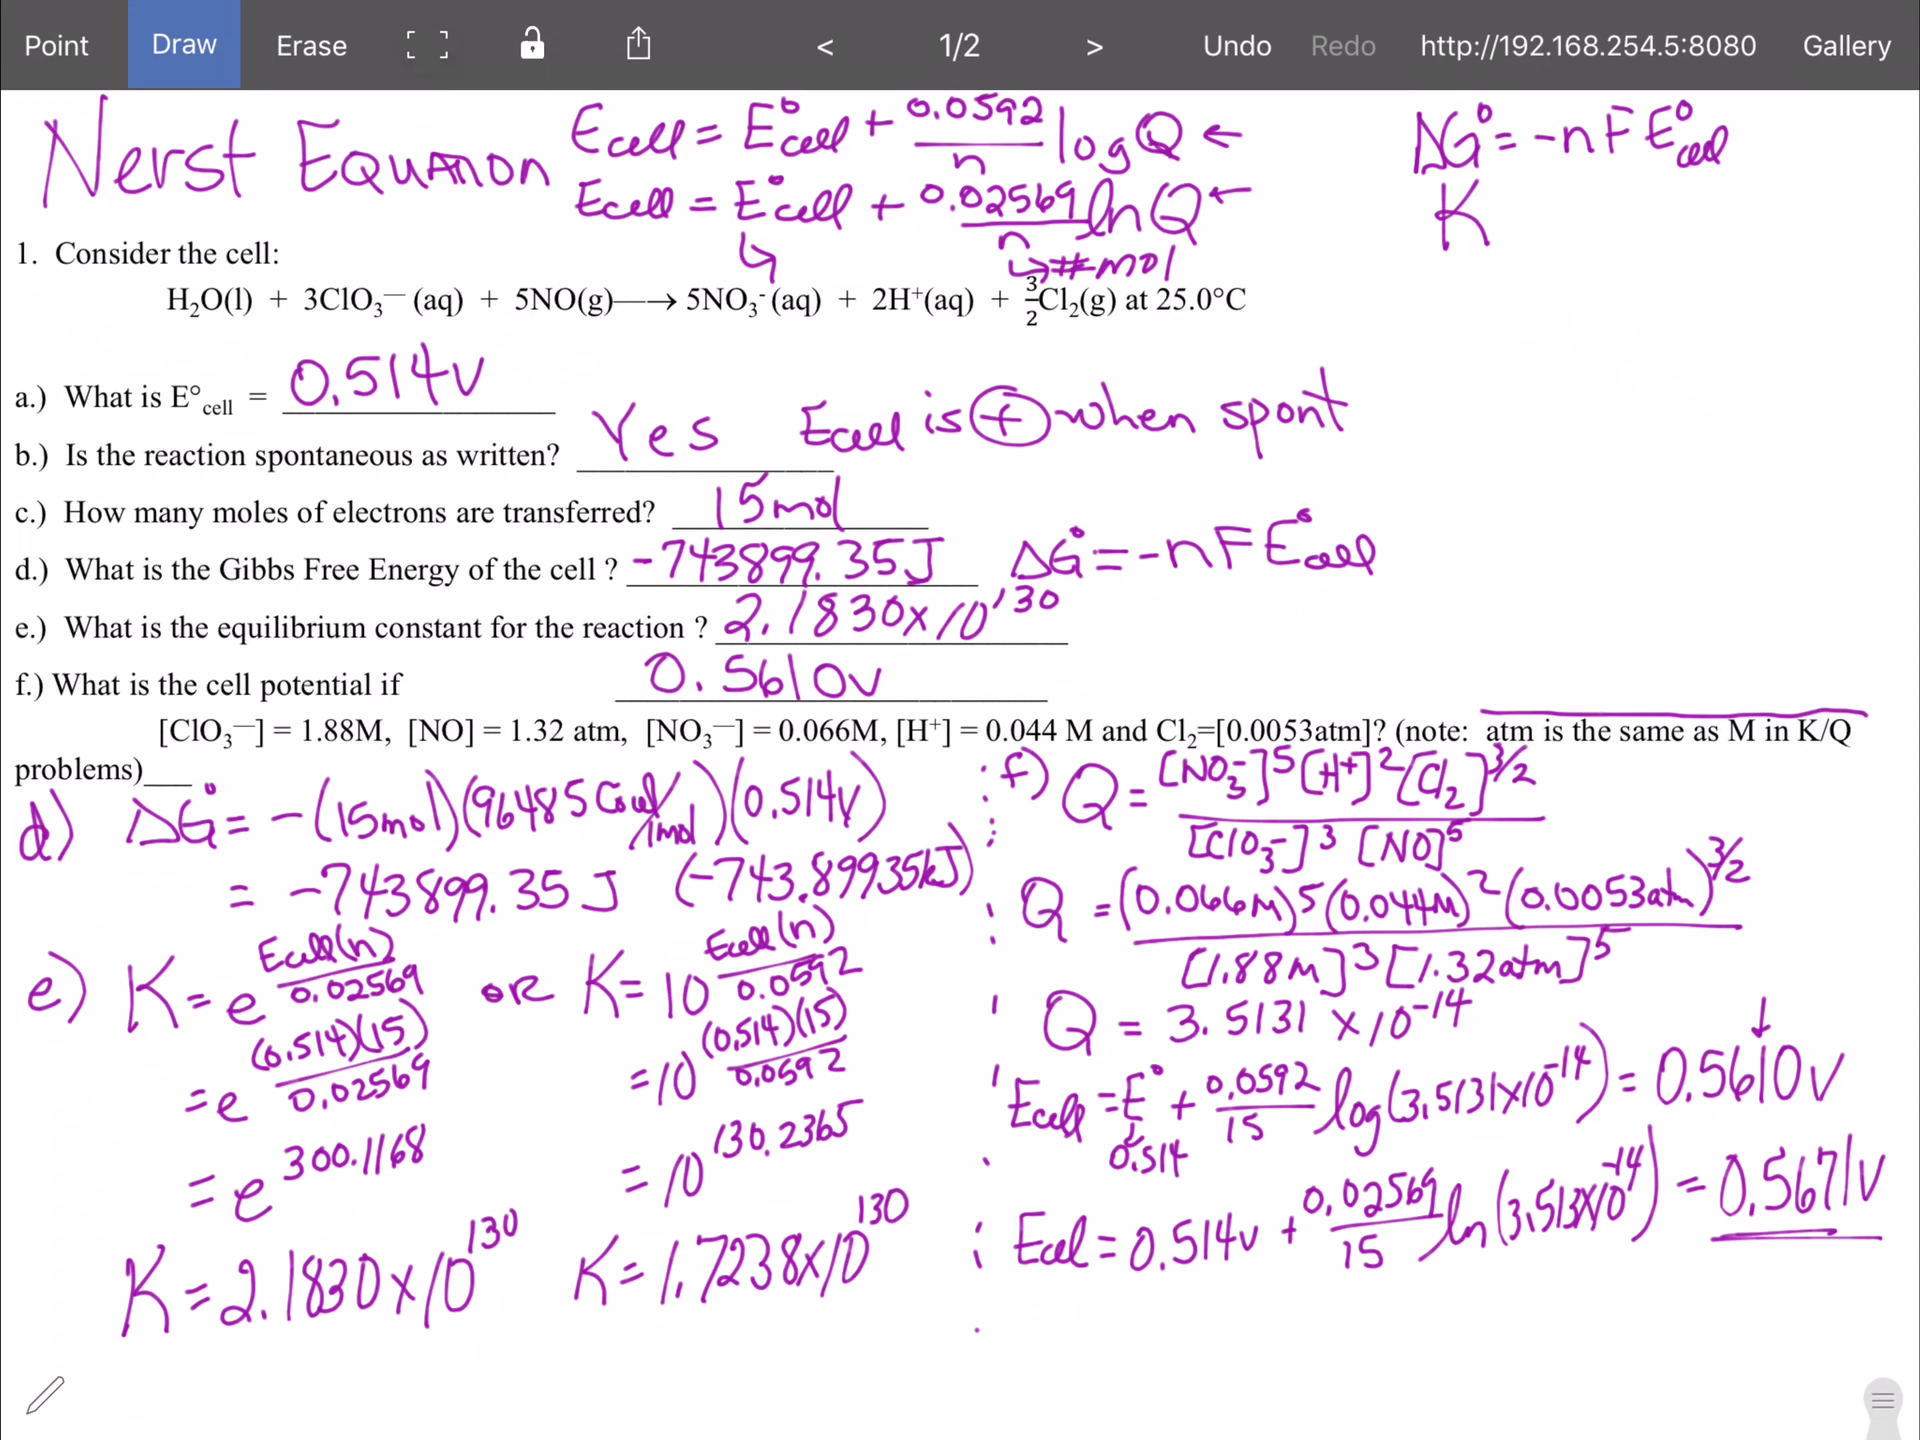 Point Draw Erase < 1/2 > Undo Redo http://192.168.254.5:8080 Gallery
Nerst Equation
Ecell = E°cell + 0.0592/n log Q ←
Ecell = E°cell + 0.02569/n ln Q ←
↳ ↳ #mol
ΔG° = -nFE°cell
K
1. Consider the cell:
H₂O(l) + 3ClO₃⁻ (aq) + 5NO(g) ⟶ 5NO₃⁻(aq) + 2H⁺(aq) + 3/2 Cl₂(g) at 25.0°C
a.) What is E°cell = 0.514v
b.) Is the reaction spontaneous as written? Yes Ecell is ⊕ when spont
c.) How many moles of electrons are transferred? 15mol
d.) What is the Gibbs Free Energy of the cell ? -743899.35J ΔG° = -nFE°cell
e.) What is the equilibrium constant for the reaction ? 2.1830x10¹³⁰
f.) What is the cell potential if 0.5610v
[ClO₃⁻] = 1.88M, [NO] = 1.32 atm, [NO₃⁻] = 0.066M, [H⁺] = 0.044 M and Cl₂=[0.0053atm]? (note: atm is the same as M in K/Q
problems)___
d) ΔG° = -(15mol)(96485 Coul/1mol)(0.514V)
= -743899.35 J (-743.89935kJ)
e) K = e^(Ecell(n)/0.02569) OR K = 10^(Ecell(n)/0.0592)
= e^((0.514)(15)/0.02569) = 10^((0.514)(15)/0.0592)
= e^300.1168 = 10^130.2365
K = 2.1830x10¹³⁰ K = 1.7238x10¹³⁰
f) Q = [NO₃⁻]⁵[H⁺]²[Cl₂]^3/2 / [ClO₃⁻]³ [NO]⁵
Q = (0.066M)⁵(0.044M)²(0.0053atm)^3/2 / [1.88M]³[1.32atm]⁵
Q = 3.5131 x10⁻¹⁴
Ecell = E° + 0.0592/15 log(3.5131x10⁻¹⁴) = 0.5610v
0.514
Ecel = 0.514v + 0.02569/15 ln(3.513x10⁻¹⁴) = 0.5671v